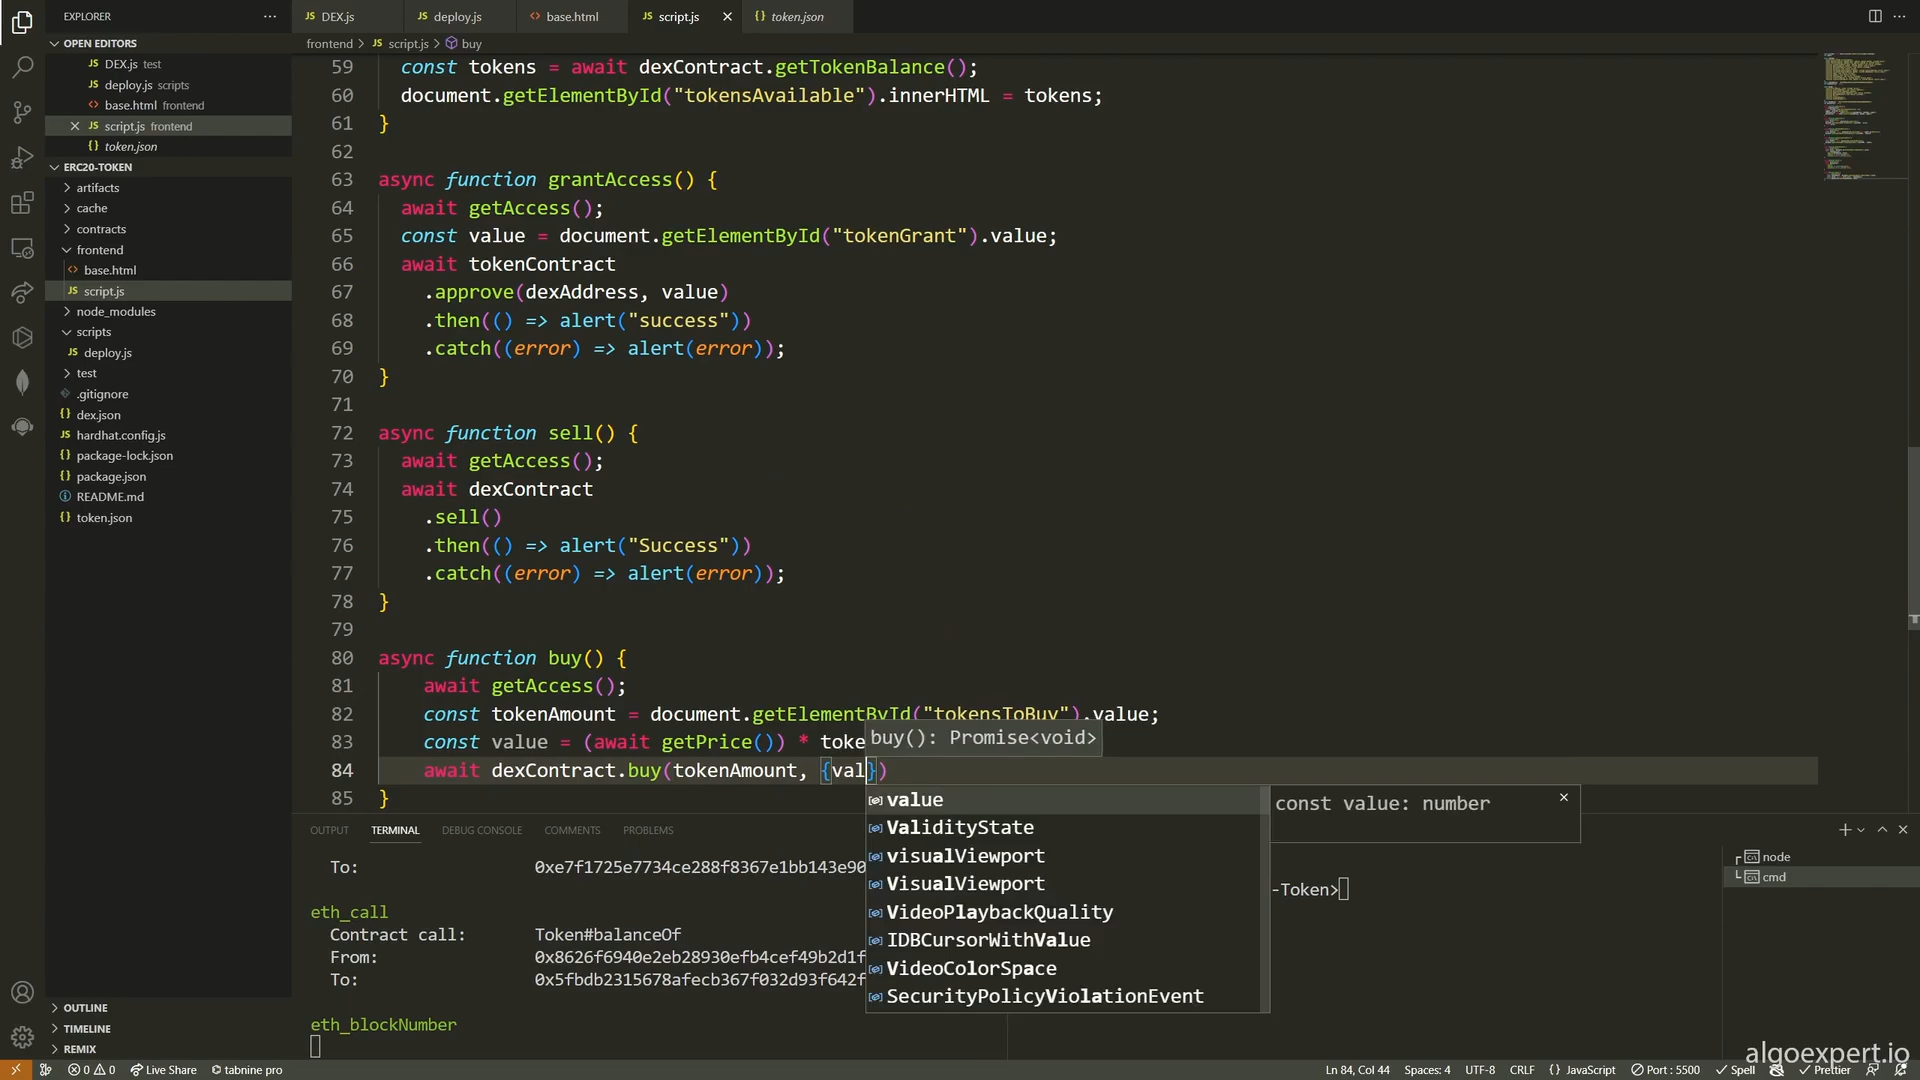 EXPLORER
DEX.js
deploy.js
base.html
script.js
token.json
OPEN EDITORS
DEX.js test
deploy.js scripts
base.html frontend
script.js frontend
token.json
ERC20-TOKEN
artifacts
cache
contracts
frontend
base.html
script.js
node_modules
scripts
deploy.js
test
.gitignore
dex.json
hardhat.config.js
package-lock.json
package.json
README.md
token.json
OUTLINE
TIMELINE
REMIX
frontend > JS script.js > buy
59 const tokens = await dexContract.getTokenBalance();
60 document.getElementById("tokensAvailable").innerHTML = tokens;
61 }
62
63 async function grantAccess() {
64 await getAccess();
65 const value = document.getElementById("tokenGrant").value;
66 await tokenContract
67 .approve(dexAddress, value)
68 .then(() => alert("success"))
69 .catch((error) => alert(error));
70 }
71
72 async function sell() {
73 await getAccess();
74 await dexContract
75 .sell()
76 .then(() => alert("Success"))
77 .catch((error) => alert(error));
78 }
79
80 async function buy() {
81 await getAccess();
82 const tokenAmount = document.getElementById("tokensToBuy").value;
83 const value = (await getPrice()) * toke
buy(): Promise<void>
84 await dexContract.buy(tokenAmount, {val})
85 }
value
ValidityState
visualViewport
VisualViewport
VideoPlaybackQuality
IDBCursorWithValue
VideoColorSpace
SecurityPolicyViolationEvent
const value: number
OUTPUT TERMINAL DEBUG CONSOLE COMMENTS PROBLEMS
To: 0xe7f1725e7734ce288f8367e1bb143e90
eth_call
Contract call: Token#balanceOf
From: 0x8626f6940e2eb28930efb4cef49b2d1f
To: 0x5fbdb2315678afecb367f032d93f642f
eth_blockNumber
-Token>
node
cmd
algoexpert.io
0 0 Live Share tabnine pro
Ln 84, Col 44 Spaces: 4 UTF-8 CRLF {} JavaScript Port : 5500 Spell Prettier